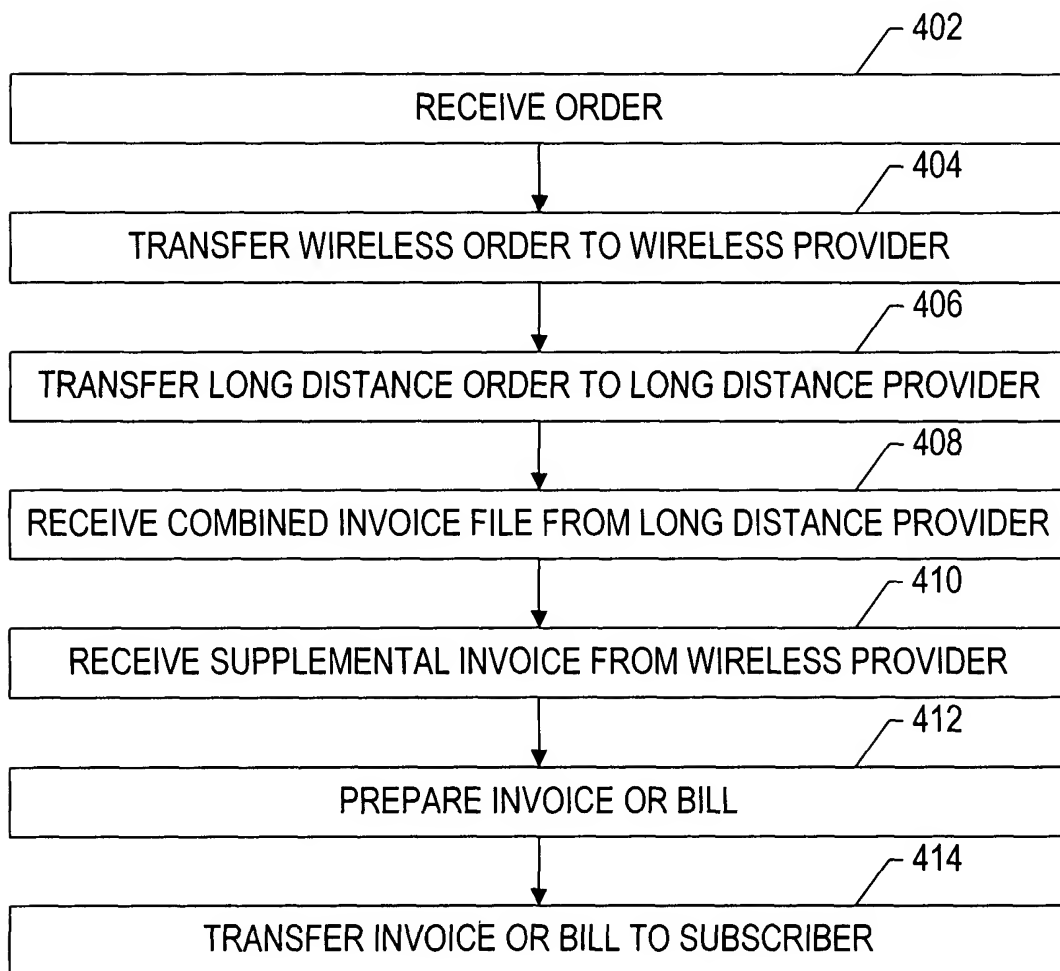 402
RECEIVE ORDER
404
TRANSFER WIRELESS ORDER TO WIRELESS PROVIDER
406
TRANSFER LONG DISTANCE ORDER TO LONG DISTANCE PROVIDER
408
RECEIVE COMBINED INVOICE FILE FROM LONG DISTANCE PROVIDER
410
RECEIVE SUPPLEMENTAL INVOICE FROM WIRELESS PROVIDER
412
PREPARE INVOICE OR BILL
414
TRANSFER INVOICE OR BILL TO SUBSCRIBER